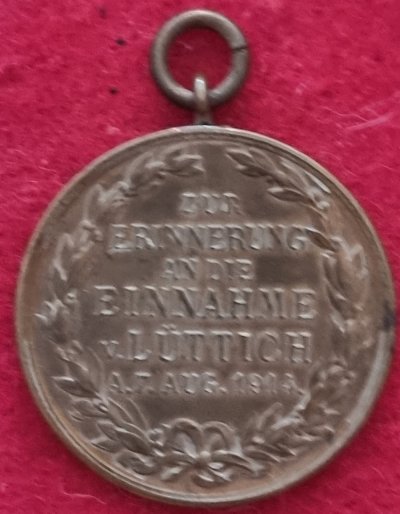 ZUR
ERINNERUNG
AN DIE
EINNAHME
v. LÜTTICH
A. 7. AUG. 1914.